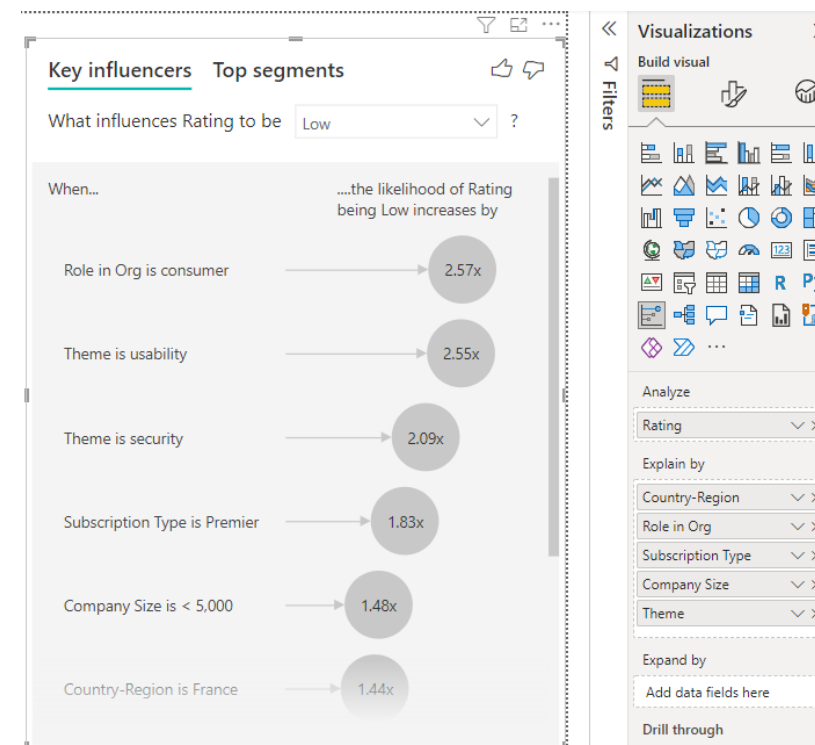 Key influencers Top segments
What influences Rating to be Low ?
When...
....the likelihood of Rating
being Low increases by
Role in Org is consumer 2.57x
Theme is usability 2.55x
Theme is security 2.09x
Subscription Type is Premier 1.83x
Company Size is < 5,000 1.48x
Country-Region is France 1.44x
Filters
Visualizations
Build visual
123
R
Analyze
Rating
Explain by
Country-Region
Role in Org
Subscription Type
Company Size
Theme
Expand by
Add data fields here
Drill through